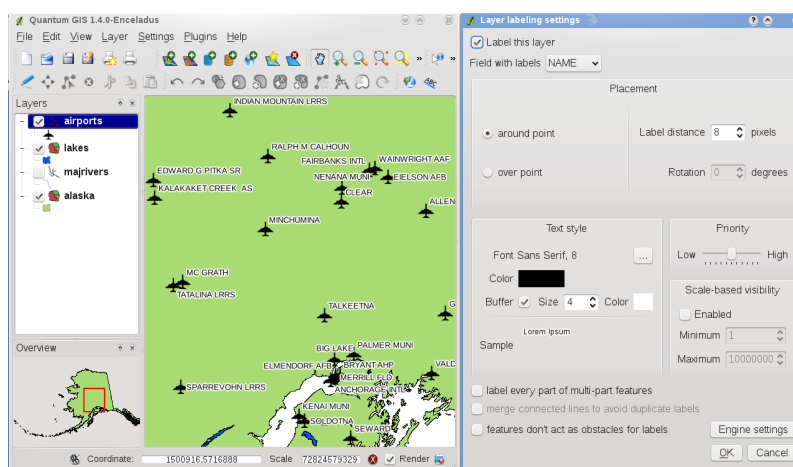 Quantum GIS 1.4.0-Enceladus
File Edit View Layer Settings Plugins Help
Layers
airports
lakes
majrivers
alaska
Overview
INDIAN MOUNTAIN LRRS
RALPH M CALHOUN
FAIRBANKS INTL
WAINWRIGHT AAF
EDWARD G PITKA SR
NENANA MUNI
EIELSON AFB
KALAKAKET CREEK AS
CLEAR
ALLEN
MINCHUMINA
MC GRATH
TATALINA LRRS
TALKEETNA
G
BIG LAKE
PALMER MUNI
ELMENDORF AFB
BRYANT AHP
VALD
MERRILL FLD
SPARREVOHN LRRS
ANCHORAGE INTL
KENAI MUNI
SOLDOTNA
SEWARD
Coordinate: 1500916,5716888 Scale 72824579329 Render
Layer labeling settings
Label this layer
Field with labels NAME
Placement
around point Label distance 8 pixels
over point Rotation 0 degrees
Text style
Font Sans Serif, 8 ...
Color
Buffer Size 4 Color
Lorem Ipsum
Sample
Priority
Low High
Scale-based visibility
Enabled
Minimum 1
Maximum 10000000
label every part of multi-part features
merge connected lines to avoid duplicate labels
features don't act as obstacles for labels Engine settings
OK Cancel